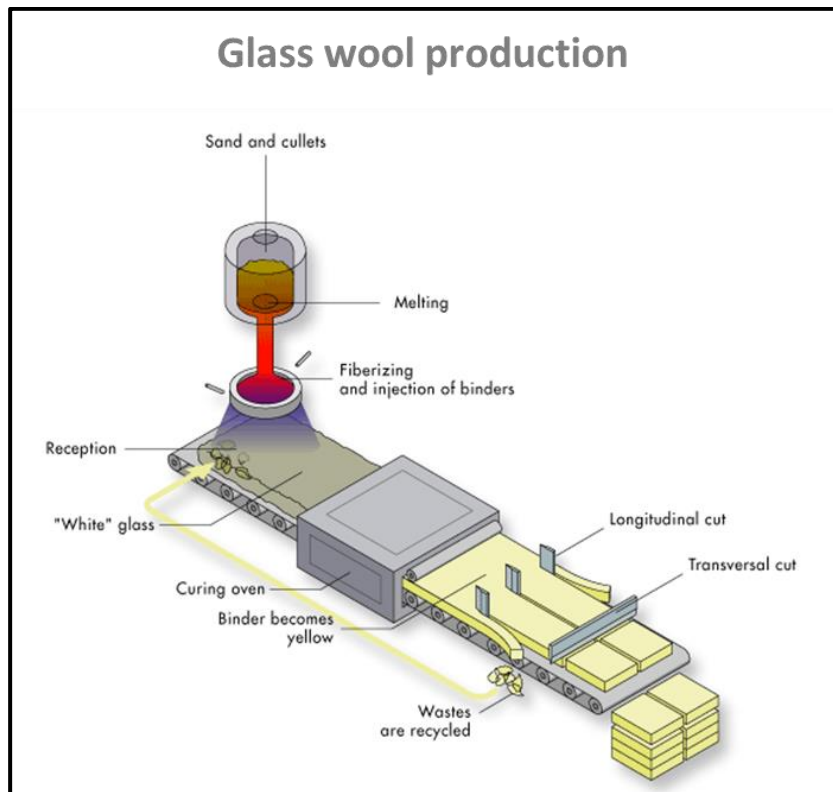 Glass wool production
Sand and cullets
Melting
Fiberizing
and injection of binders
Reception
"White" glass
Longitudinal cut
Transversal cut
Curing oven
Binder becomes
yellow
Wastes
are recycled